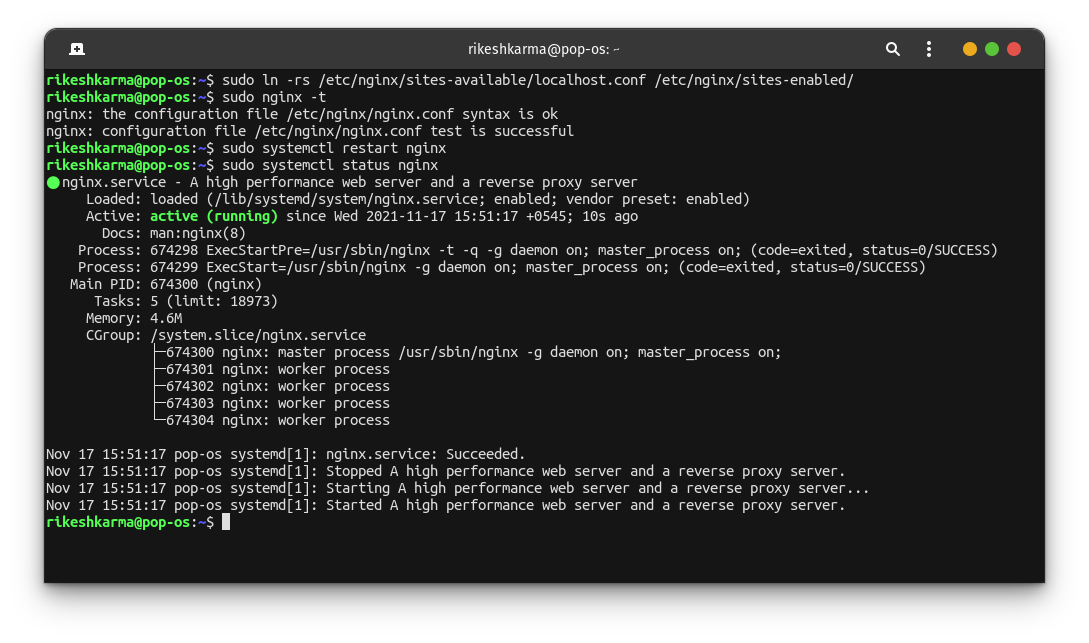 rikeshkarma@pop-os: ~
rikeshkarma@pop-os:~$ sudo ln -rs /etc/nginx/sites-available/localhost.conf /etc/nginx/sites-enabled/
rikeshkarma@pop-os:~$ sudo nginx -t
nginx: the configuration file /etc/nginx/nginx.conf syntax is ok
nginx: configuration file /etc/nginx/nginx.conf test is successful
rikeshkarma@pop-os:~$ sudo systemctl restart nginx
rikeshkarma@pop-os:~$ sudo systemctl status nginx
● nginx.service - A high performance web server and a reverse proxy server
     Loaded: loaded (/lib/systemd/system/nginx.service; enabled; vendor preset: enabled)
     Active: active (running) since Wed 2021-11-17 15:51:17 +0545; 10s ago
       Docs: man:nginx(8)
    Process: 674298 ExecStartPre=/usr/sbin/nginx -t -q -g daemon on; master_process on; (code=exited, status=0/SUCCESS)
    Process: 674299 ExecStart=/usr/sbin/nginx -g daemon on; master_process on; (code=exited, status=0/SUCCESS)
   Main PID: 674300 (nginx)
      Tasks: 5 (limit: 18973)
     Memory: 4.6M
     CGroup: /system.slice/nginx.service
             ├─674300 nginx: master process /usr/sbin/nginx -g daemon on; master_process on;
             ├─674301 nginx: worker process
             ├─674302 nginx: worker process
             ├─674303 nginx: worker process
             └─674304 nginx: worker process
Nov 17 15:51:17 pop-os systemd[1]: nginx.service: Succeeded.
Nov 17 15:51:17 pop-os systemd[1]: Stopped A high performance web server and a reverse proxy server.
Nov 17 15:51:17 pop-os systemd[1]: Starting A high performance web server and a reverse proxy server...
Nov 17 15:51:17 pop-os systemd[1]: Started A high performance web server and a reverse proxy server.
rikeshkarma@pop-os:~$